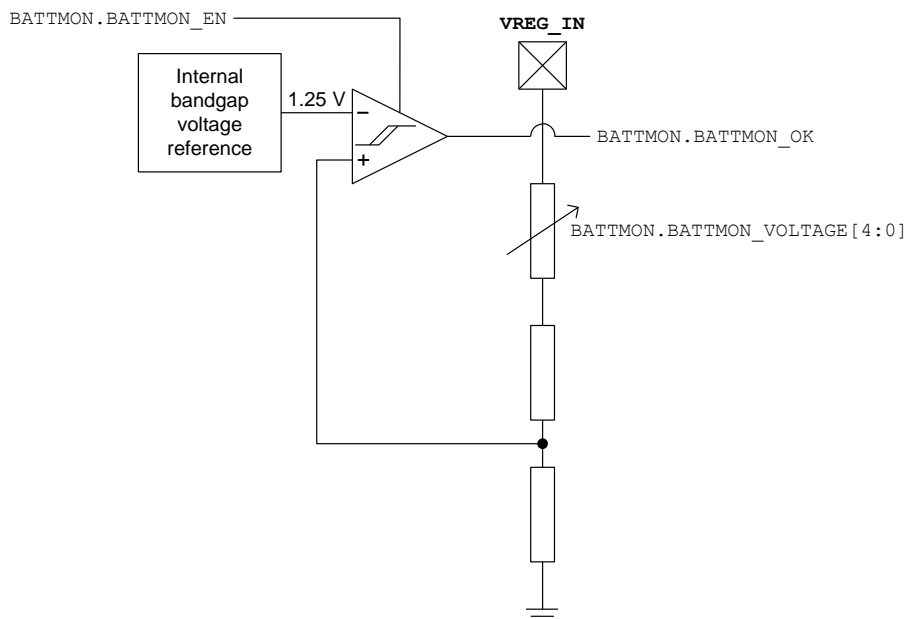 BATTMON.BATTMON_EN
VREG_IN
Internal
bandgap
voltage
reference
1.25 V
−
+
BATTMON.BATTMON_OK
BATTMON.BATTMON_VOLTAGE[4:0]